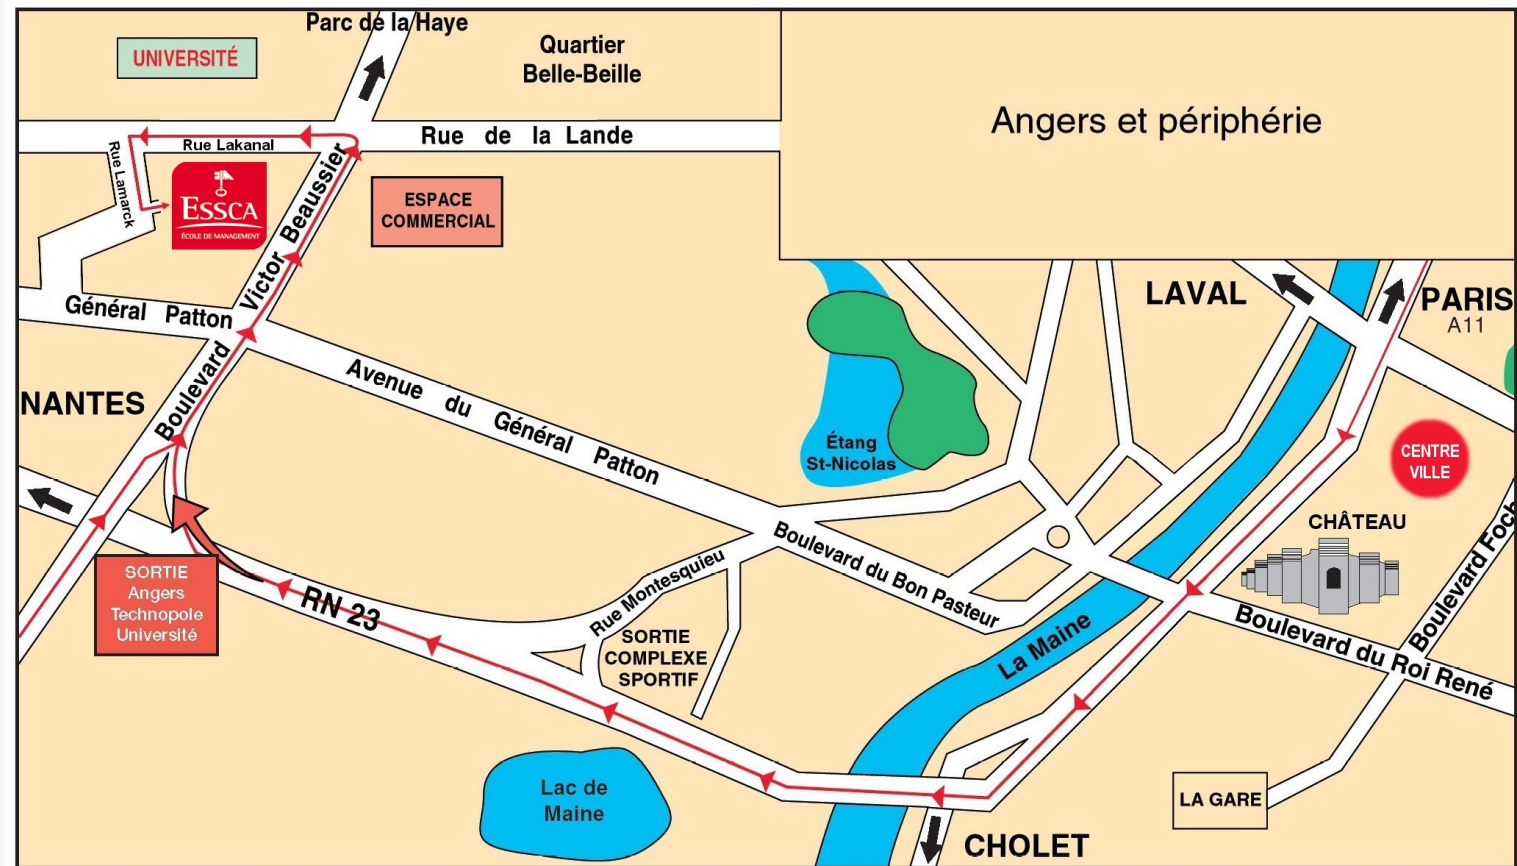 Parc de la Haye
UNIVERSITÉ
Quartier
Belle-Beille
Angers et périphérie
Rue de la Lande
Rue Lakanal
Rue Lamarck
ESSCA
ÉCOLE DE MANAGEMENT
ESPACE
COMMERCIAL
Boulevard Victor Beaussier
Général Patton
LAVAL
PARIS
A11
NANTES
Avenue du Général Patton
Étang
St-Nicolas
CENTRE
VILLE
CHÂTEAU
Boulevard Foch
Boulevard du Bon Pasteur
Rue Montesquieu
SORTIE
Angers
Technopole
Université
RN 23
SORTIE
COMPLEXE
SPORTIF
La Maine
Boulevard du Roi René
Lac de
Maine
LA GARE
CHOLET